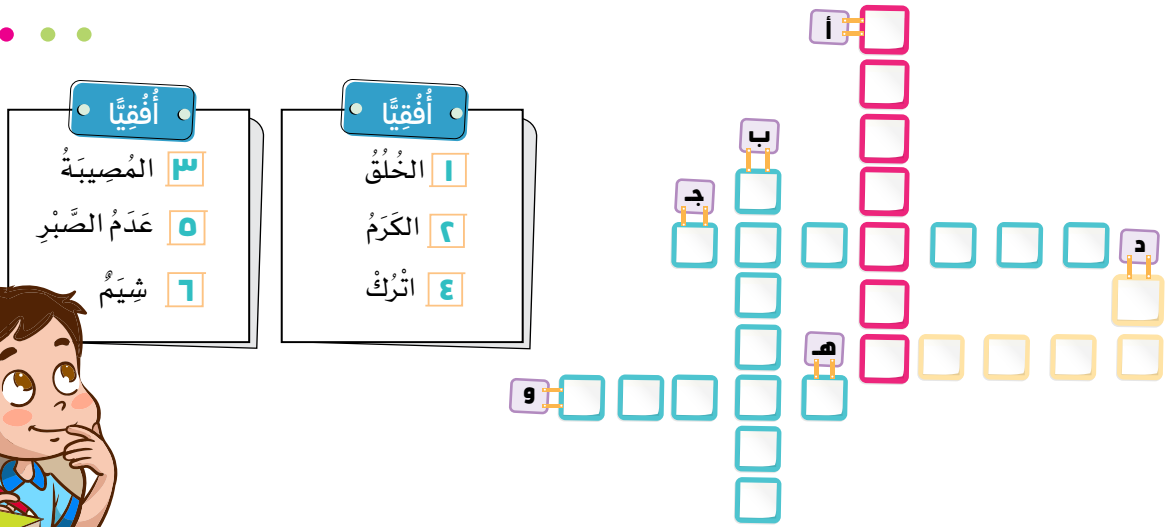 أ
ب
جـ
د
هـ
و
أُفُقِيًّا
١ الخُلُقُ
٢ الكَرَمُ
٤ اتْرُكْ
أُفُقِيًّا
٣ المُصِيبَةُ
٥ عَدَمُ الصَّبْرِ
٦ شِيَمٌ